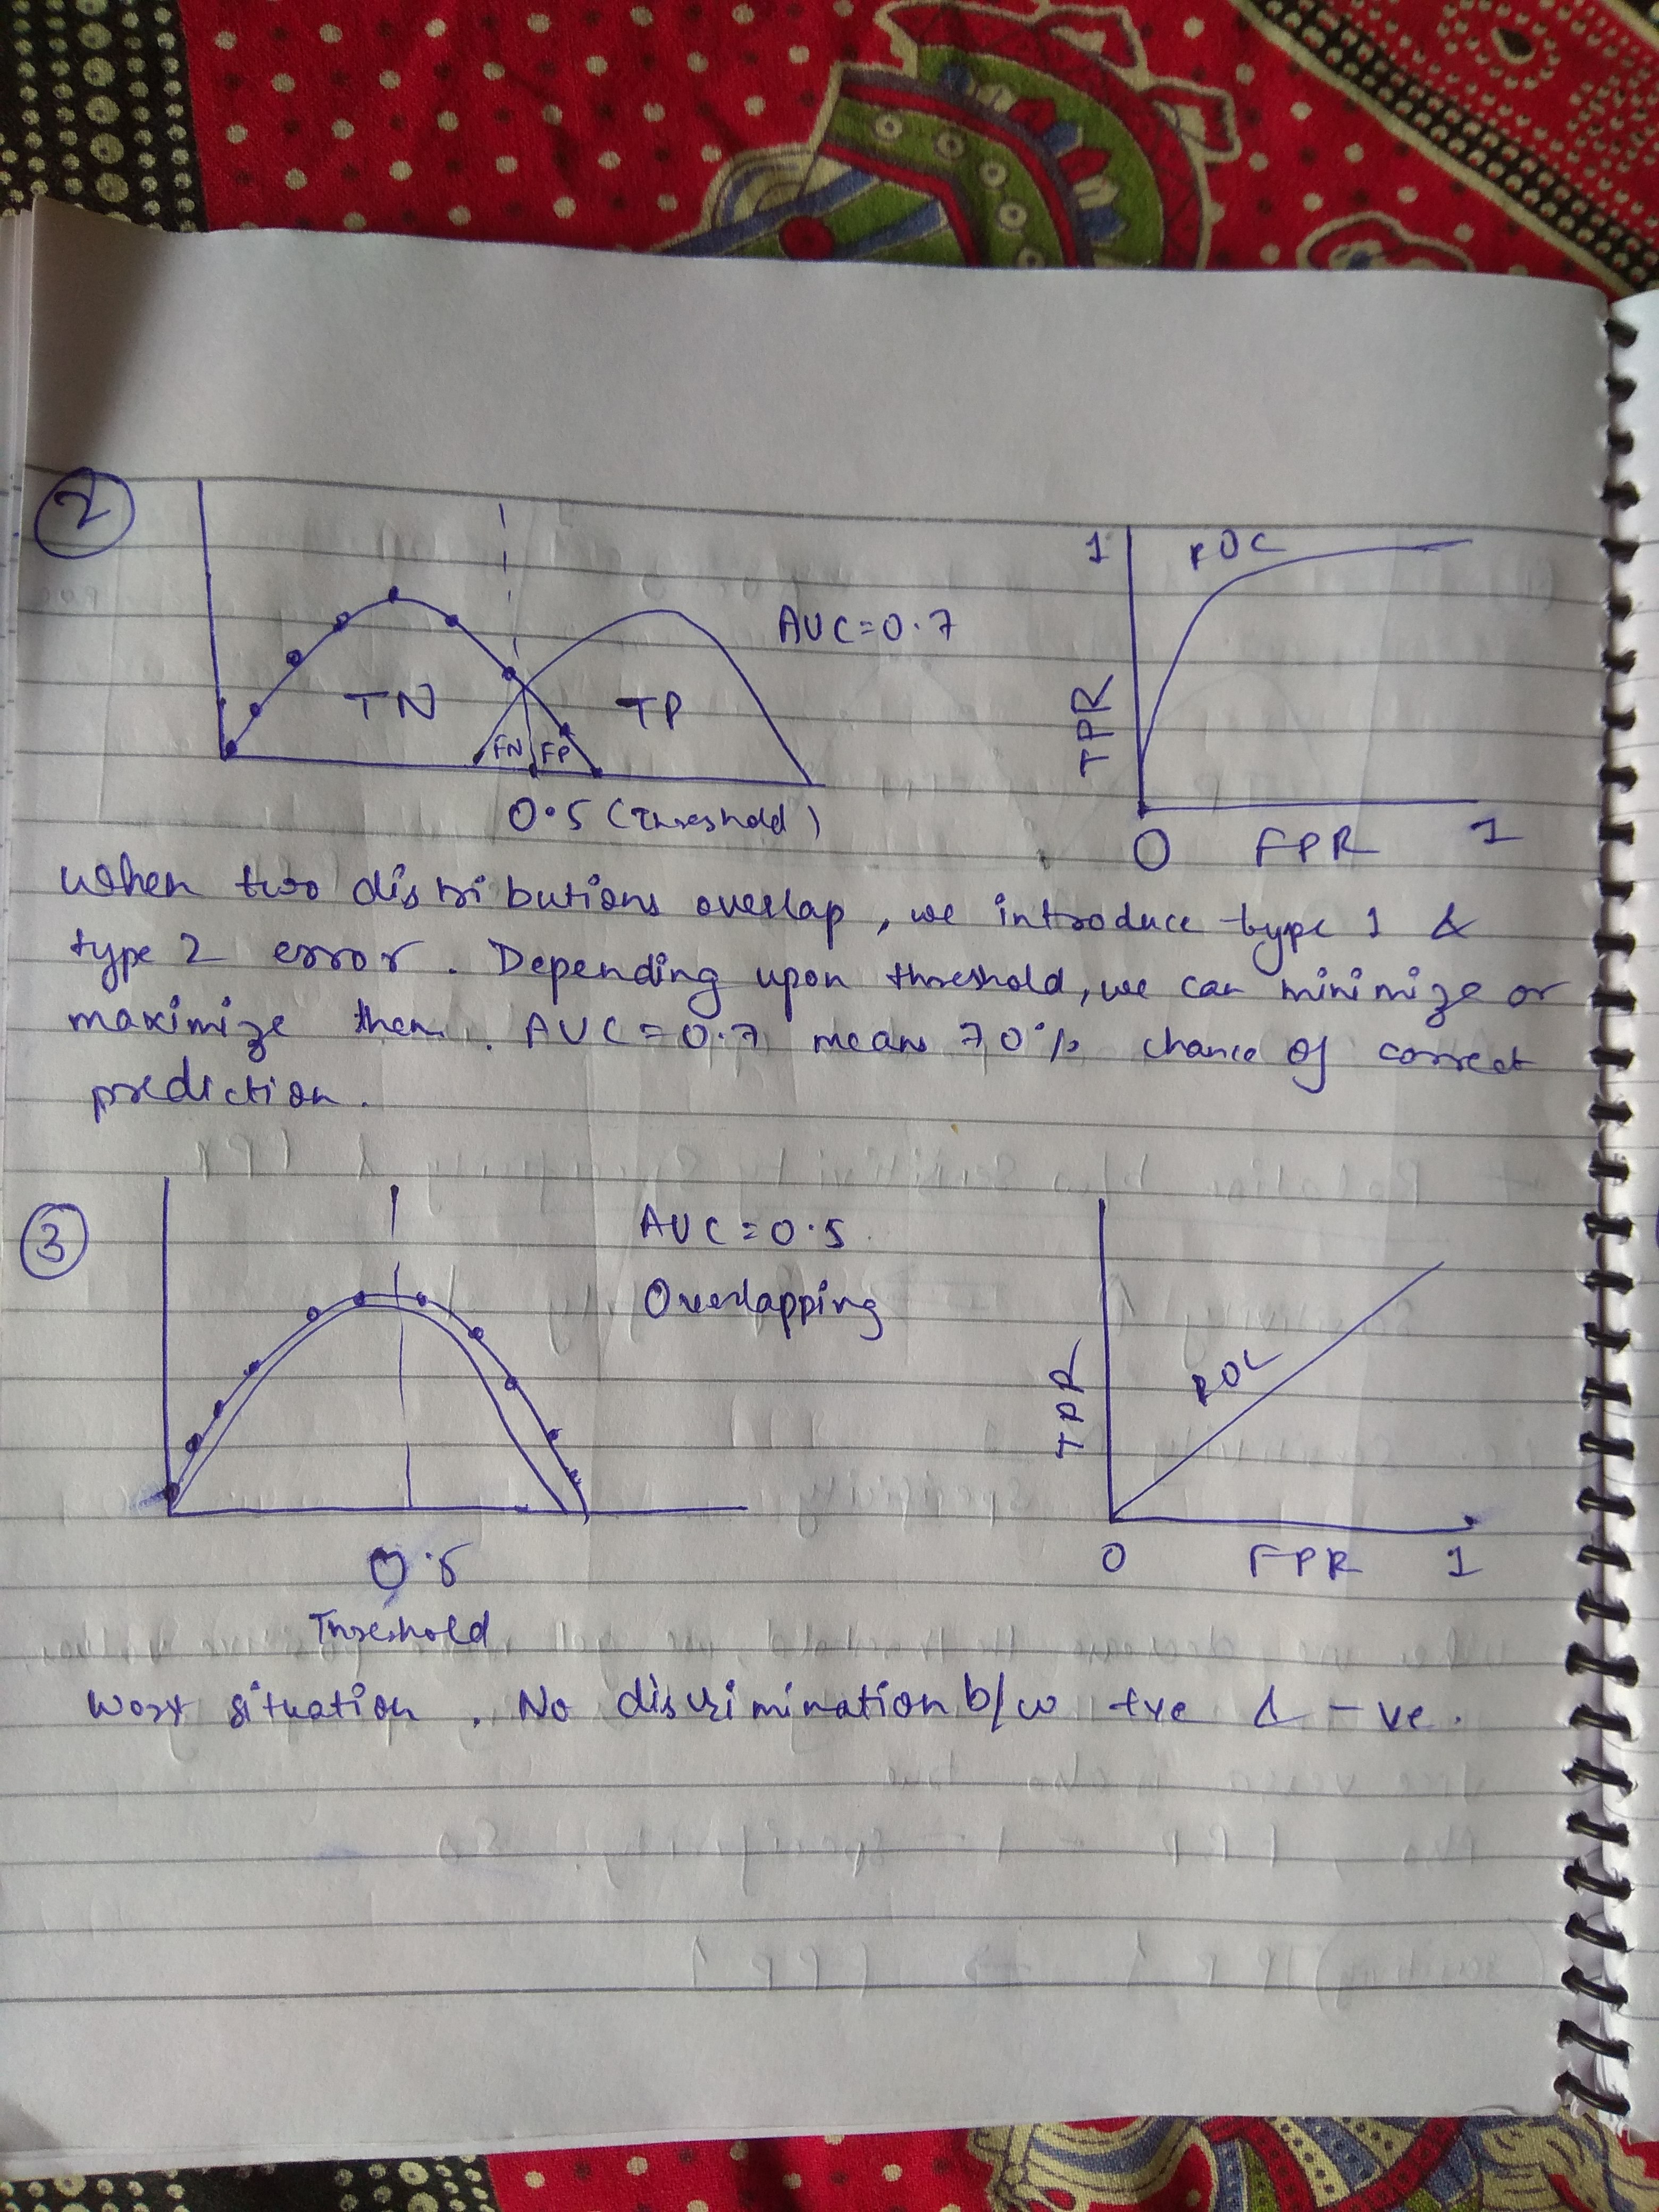 2
1 ROC
AUC=0.7
TN TP
FN FP
TPR
0.5 (Threshold)
0 FPR 1
When two distributions overlap, we introduce type 1 &
type 2 error. Depending upon threshold, we can minimize or
maximize them. AUC=0.7 means 70% chance of correct
prediction.
3
AUC=0.5
Overlapping
ROC
TPR
0.5
Threshold
0 FPR 1
Worst situation. No discrimination b/w +ve & -ve.